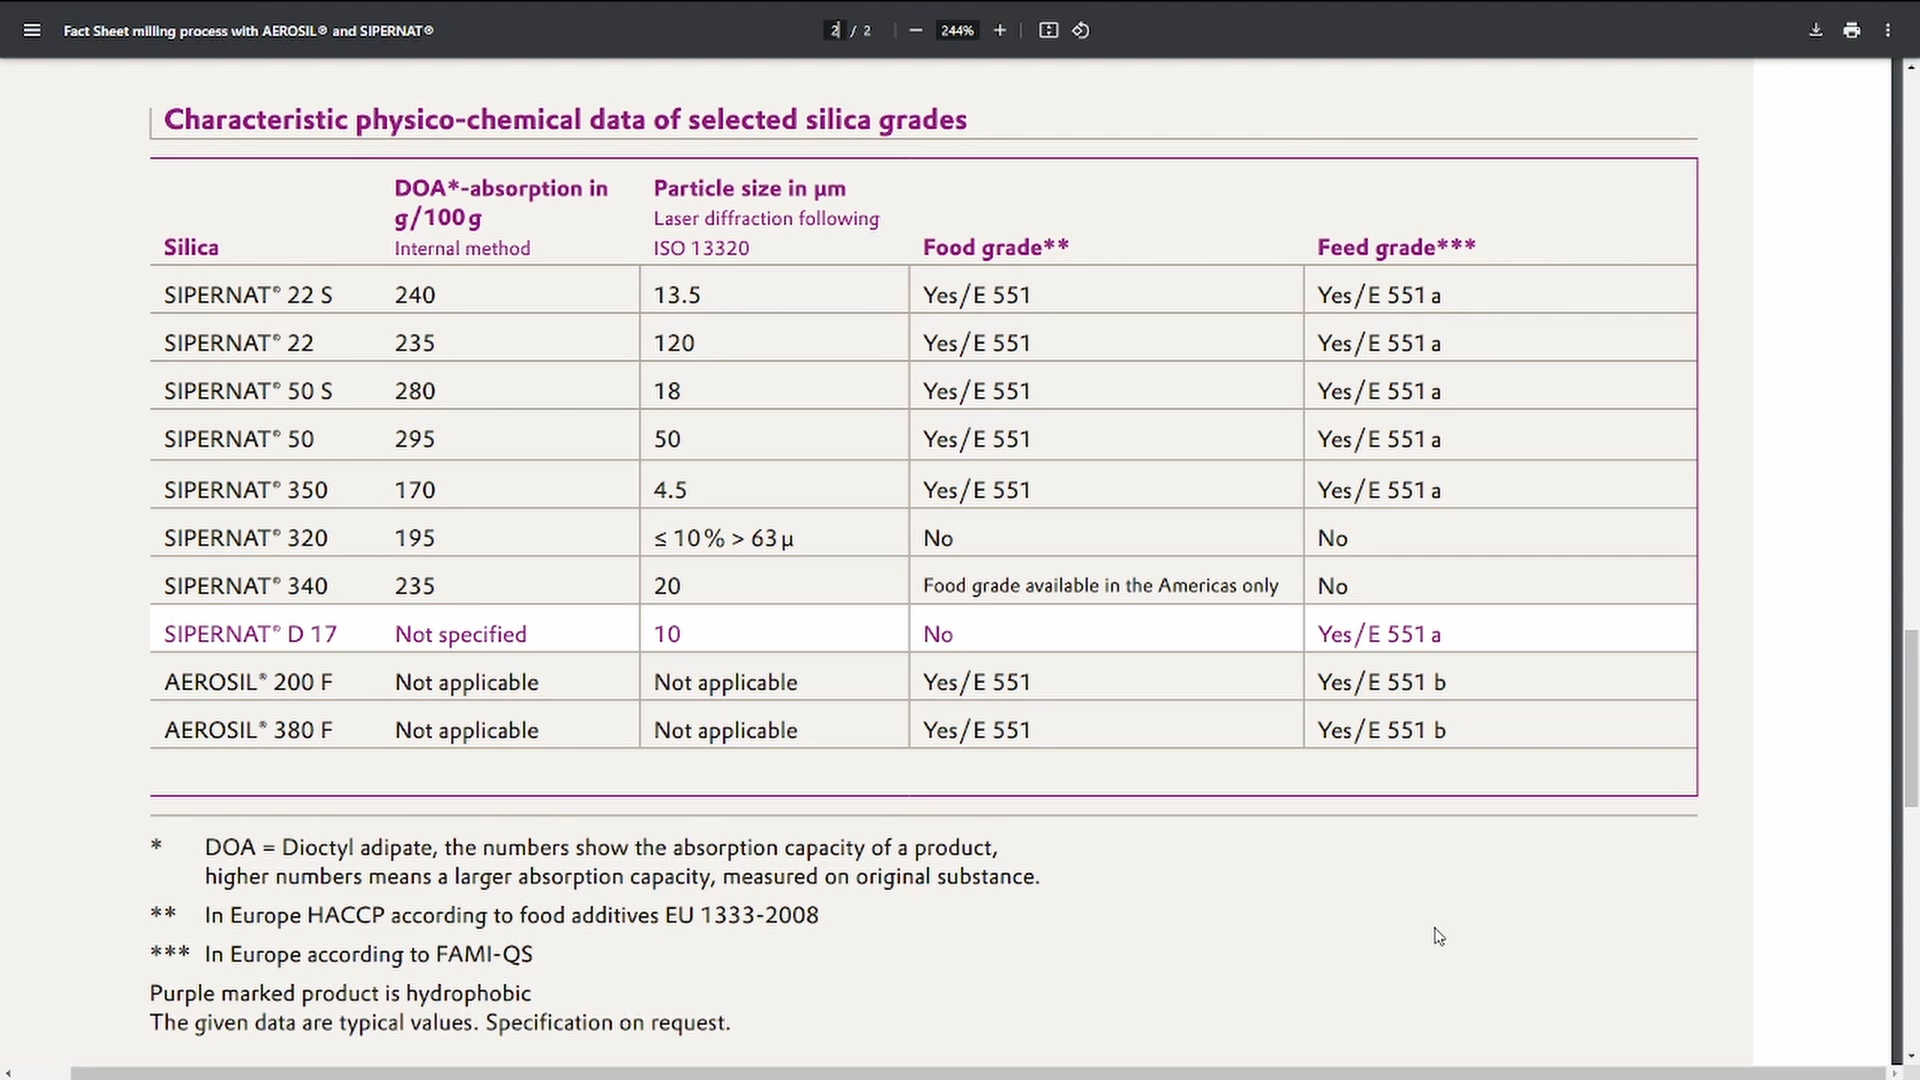 Fact Sheet milling process with AEROSIL® and SIPERNAT®
2 / 2
244%
Characteristic physico-chemical data of selected silica grades
Silica DOA*-absorption in g/100 g Internal method Particle size in µm Laser diffraction following ISO 13320 Food grade** Feed grade***
SIPERNAT® 22 S 240 13.5 Yes/E 551 Yes/E 551 a
SIPERNAT® 22 235 120 Yes/E 551 Yes/E 551 a
SIPERNAT® 50 S 280 18 Yes/E 551 Yes/E 551 a
SIPERNAT® 50 295 50 Yes/E 551 Yes/E 551 a
SIPERNAT® 350 170 4.5 Yes/E 551 Yes/E 551 a
SIPERNAT® 320 195 ≤ 10 % > 63 µ No No
SIPERNAT® 340 235 20 Food grade available in the Americas only No
SIPERNAT® D 17 Not specified 10 No Yes/E 551 a
AEROSIL® 200 F Not applicable Not applicable Yes/E 551 Yes/E 551 b
AEROSIL® 380 F Not applicable Not applicable Yes/E 551 Yes/E 551 b
* DOA = Dioctyl adipate, the numbers show the absorption capacity of a product,
higher numbers means a larger absorption capacity, measured on original substance.
** In Europe HACCP according to food additives EU 1333-2008
*** In Europe according to FAMI-QS
Purple marked product is hydrophobic
The given data are typical values. Specification on request.